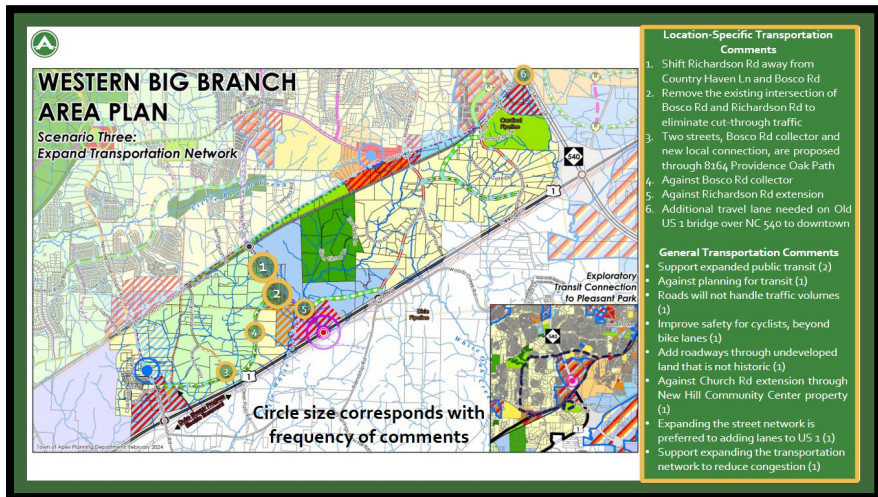 WESTERN BIG BRANCH
AREA PLAN
Scenario Three:
Expand Transportation Network
6
Cardinal
Pipeline
540
1
1
2
5
4
3
1
Exploratory
Transit Connection
to Pleasant Park
540
1
Circle size corresponds with
frequency of comments
Town of Apex Planning Department: February 2024
Location-Specific Transportation
Comments
1. Shift Richardson Rd away from
Country Haven Ln and Bosco Rd
2. Remove the existing intersection of
Bosco Rd and Richardson Rd to
eliminate cut-through traffic
3. Two streets, Bosco Rd collector and
new local connection, are proposed
through 8164 Providence Oak Path
4. Against Bosco Rd collector
5. Against Richardson Rd extension
6. Additional travel lane needed on Old
US 1 bridge over NC 540 to downtown
General Transportation Comments
• Support expanded public transit (2)
• Against planning for transit (1)
• Roads will not handle traffic volumes
(1)
• Improve safety for cyclists, beyond
bike lanes (1)
• Add roadways through undeveloped
land that is not historic (1)
• Against Church Rd extension through
New Hill Community Center property
(1)
• Expanding the street network is
preferred to adding lanes to US 1 (1)
• Support expanding the transportation
network to reduce congestion (1)